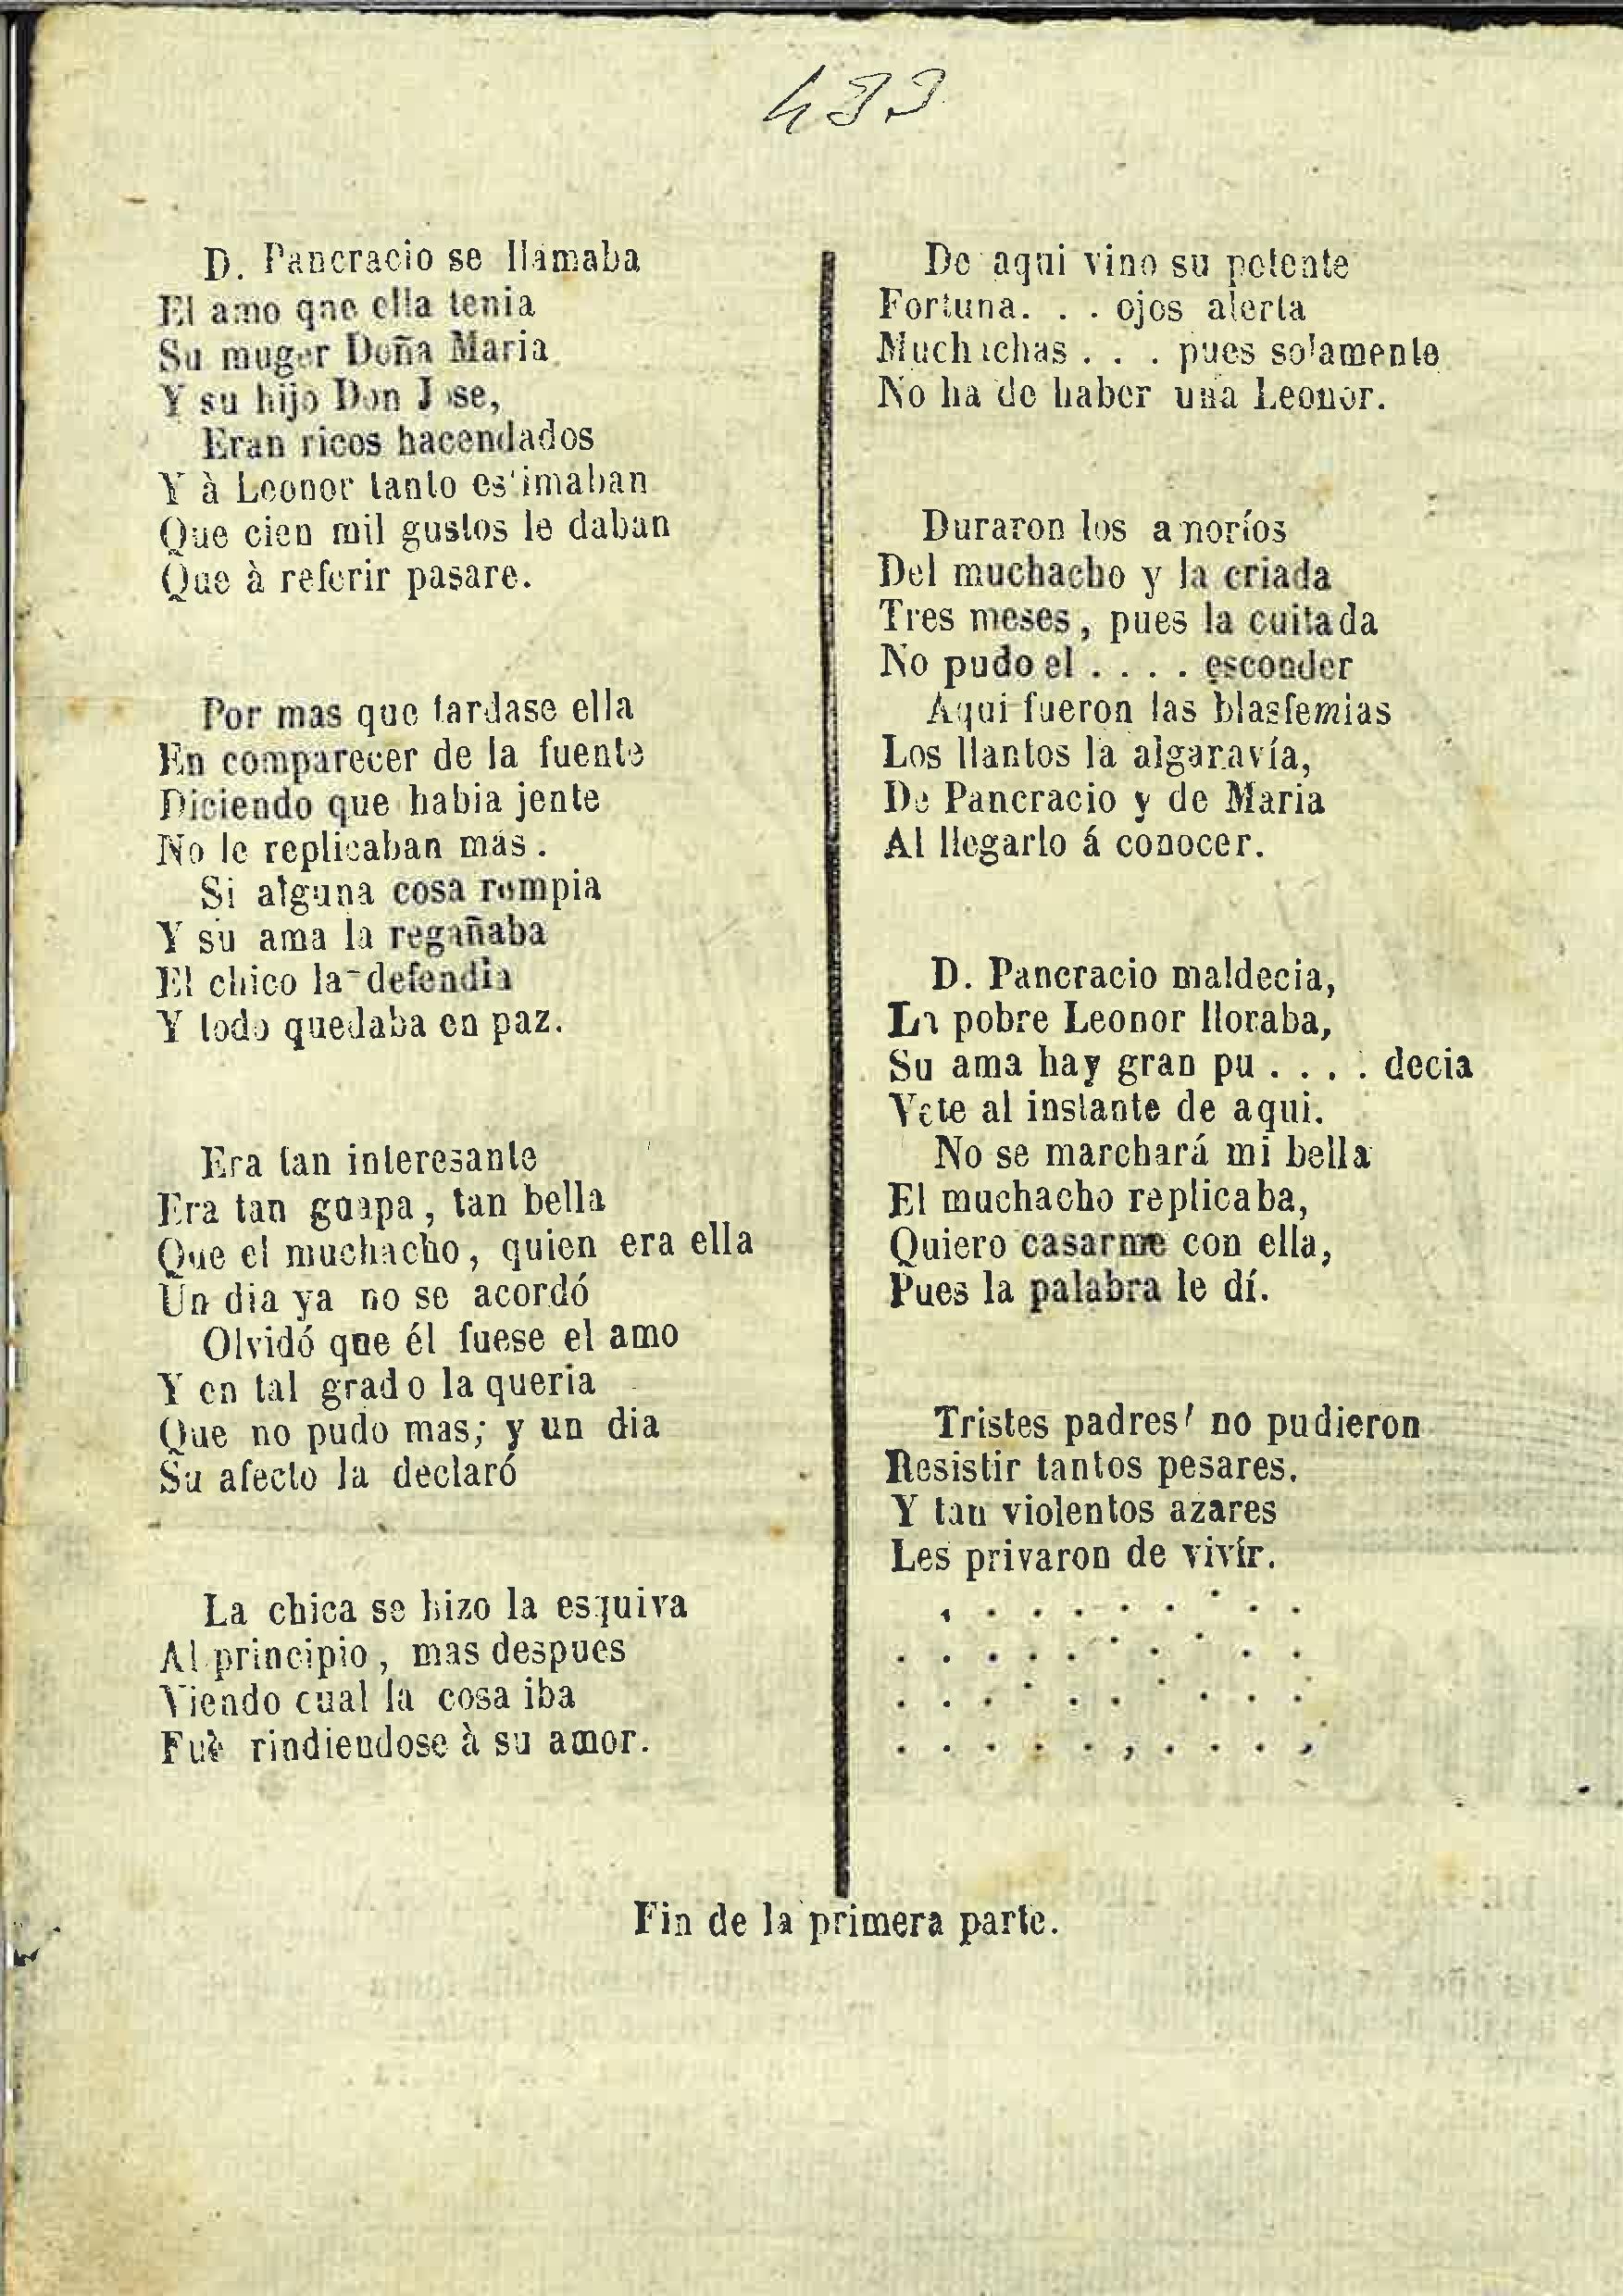 433
D. Pancracio se llamaba
El amo qne ella tenia
Su muger Doña Maria
Y su hijo Don Jose,
Eran ricos hacendados
Y à Leonor tanto estimaban
Que cien mil gustos le daban
Que à referir pasare.
Por mas que tardase ella
En comparecer de la fuente
Diciendo que habia jente
No le replicaban mas.
Si alguna cosa rompia
Y su ama la regañaba
El chico la defendia
Y todo quedaba en paz.
Era tan interesante
Era tan guapa, tan bella
Que el muchacho, quien era ella
Un dia ya no se acordó
Olvidó que él fuese el amo
Y en tal grado la queria
Que no pudo mas; y un dia
Su afecto la declaró
La chica se hizo la esquiva
Al principio, mas despues
Viendo cual la cosa iba
Fuè rindiendose à su amor.
De aqui vino su potente
Fortuna. . . ojos alerta
Muchachas . . . pues solamente
No ha de haber una Leonor.
Duraron los amoríos
Del muchacho y la criada
Tres meses, pues la cuitada
No pudo el . . . . esconder
Aqui fueron las blasfemias
Los llantos la algaravía,
De Pancracio y de Maria
Al llegarlo á conocer.
D. Pancracio maldecia,
La pobre Leonor lloraba,
Su ama hay gran pu . . . . decia
Vete al instante de aqui.
No se marchará mi bella
El muchacho replicaba,
Quiero casarme con ella,
Pues la palabra le dí.
Tristes padres! no pudieron
Resistir tantos pesares.
Y tan violentos azares
Les privaron de vivír.
. . . . . . . . .
. . . . . . . . . .
. . . . . . . . . .
. . . . . , . . . ,
Fin de la primera parte.